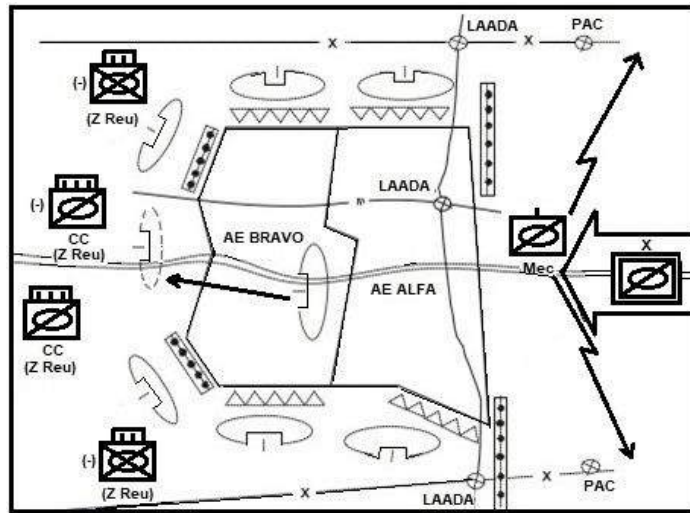 LAADA
PAC
X
X
(-)
(Z Reu)
LAADA
(-)
CC
(Z Reu)
AE BRAVO
X
Mec
AE ALFA
CC
(Z Reu)
(-)
(Z Reu)
X
X
PAC
LAADA